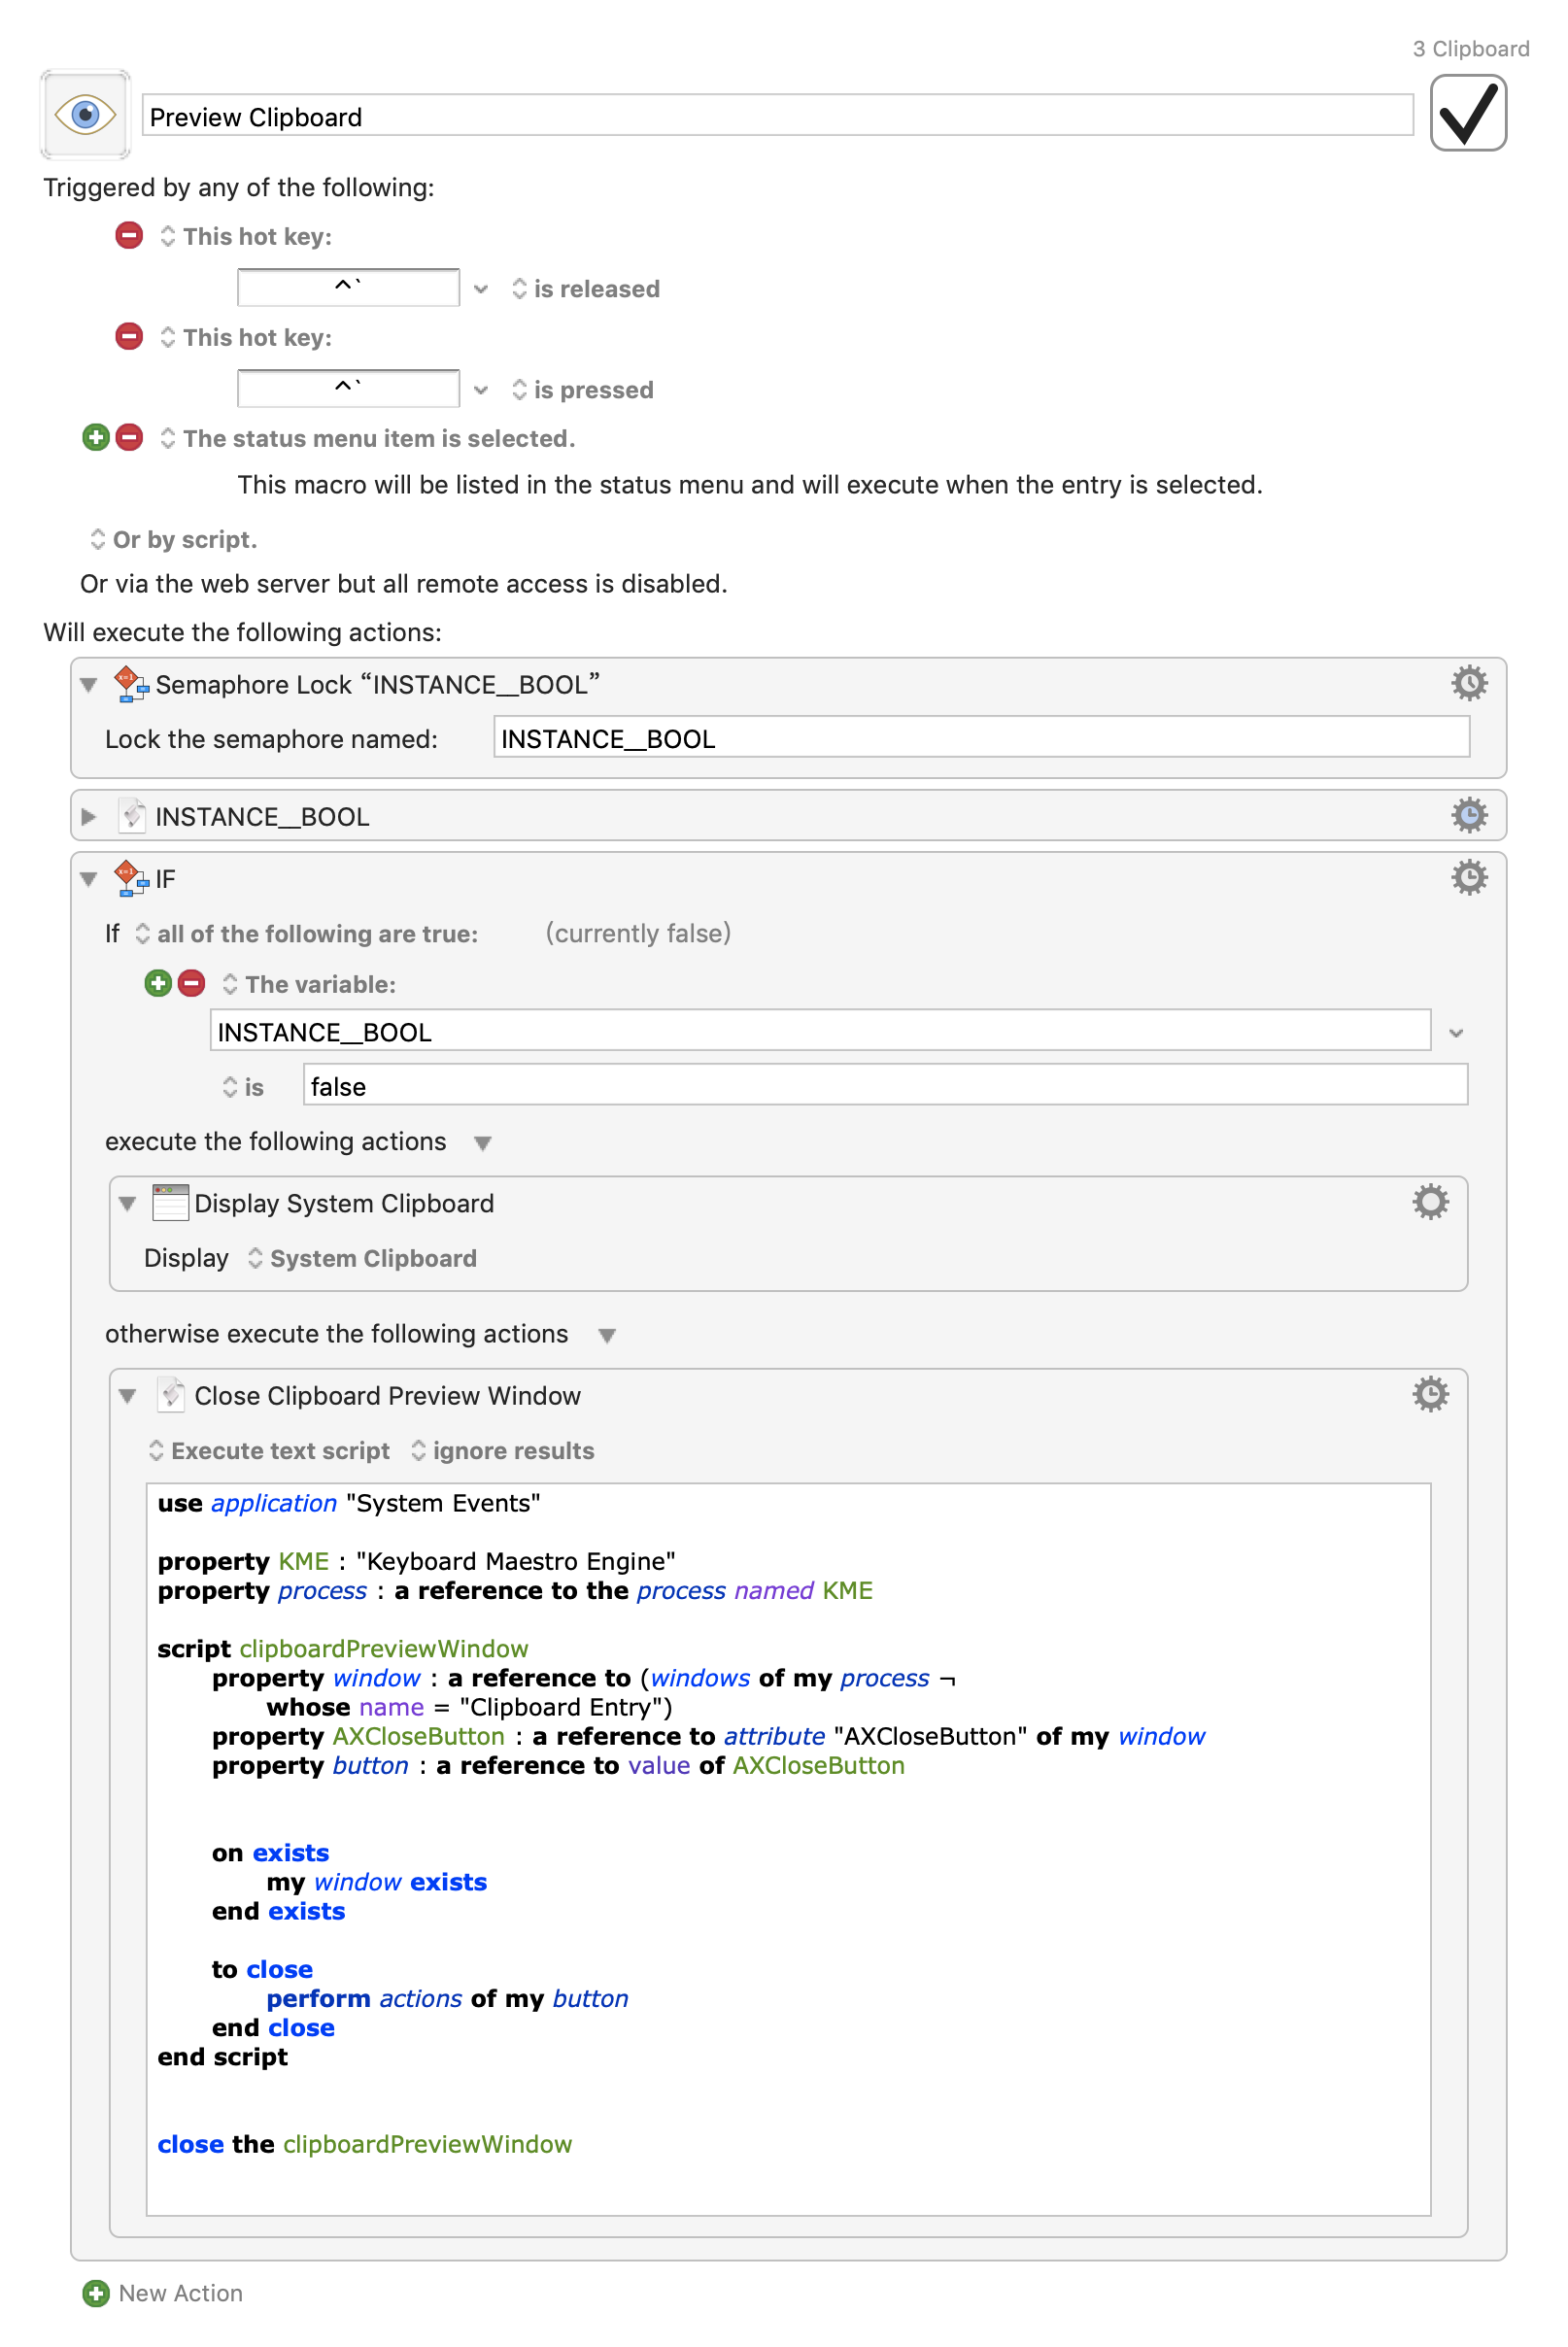 3 Clipboard
Preview Clipboard
Triggered by any of the following:
This hot key:
^` is released
This hot key:
^` is pressed
The status menu item is selected.
This macro will be listed in the status menu and will execute when the entry is selected.
Or by script.
Or via the web server but all remote access is disabled.
Will execute the following actions:
Semaphore Lock “INSTANCE__BOOL”
Lock the semaphore named: INSTANCE__BOOL
INSTANCE__BOOL
IF
If all of the following are true: (currently false)
The variable:
INSTANCE__BOOL
is false
execute the following actions
Display System Clipboard
Display System Clipboard
otherwise execute the following actions
Close Clipboard Preview Window
Execute text script ignore results
use application "System Events"
property KME : "Keyboard Maestro Engine"
property process : a reference to the process named KME
script clipboardPreviewWindow
property window : a reference to (windows of my process ¬
whose name = "Clipboard Entry")
property AXCloseButton : a reference to attribute "AXCloseButton" of my window
property button : a reference to value of AXCloseButton
on exists
my window exists
end exists
to close
perform actions of my button
end close
end script
close the clipboardPreviewWindow
New Action